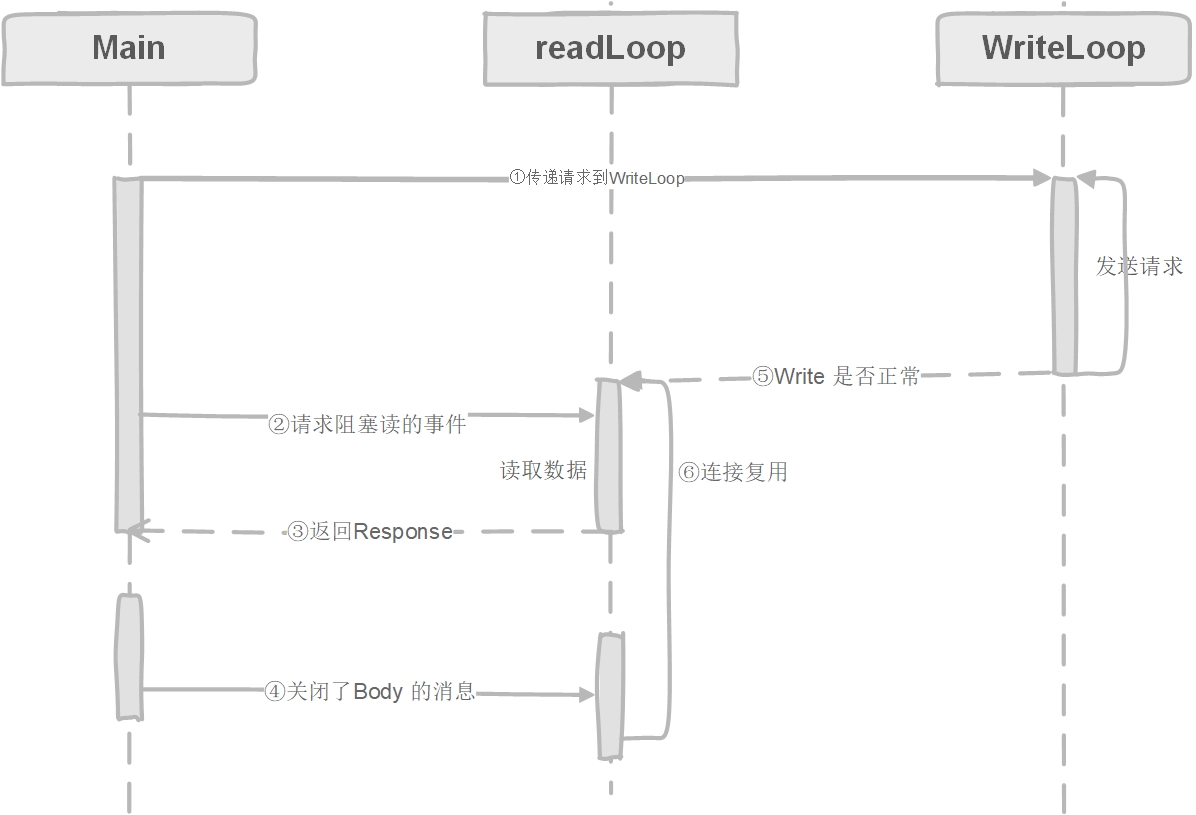 Main
readLoop
WriteLoop
①传递请求到WriteLoop
发送请求
⑤Write 是否正常
②请求阻塞读的事件
读取数据
⑥连接复用
③返回Response
④关闭了Body 的消息